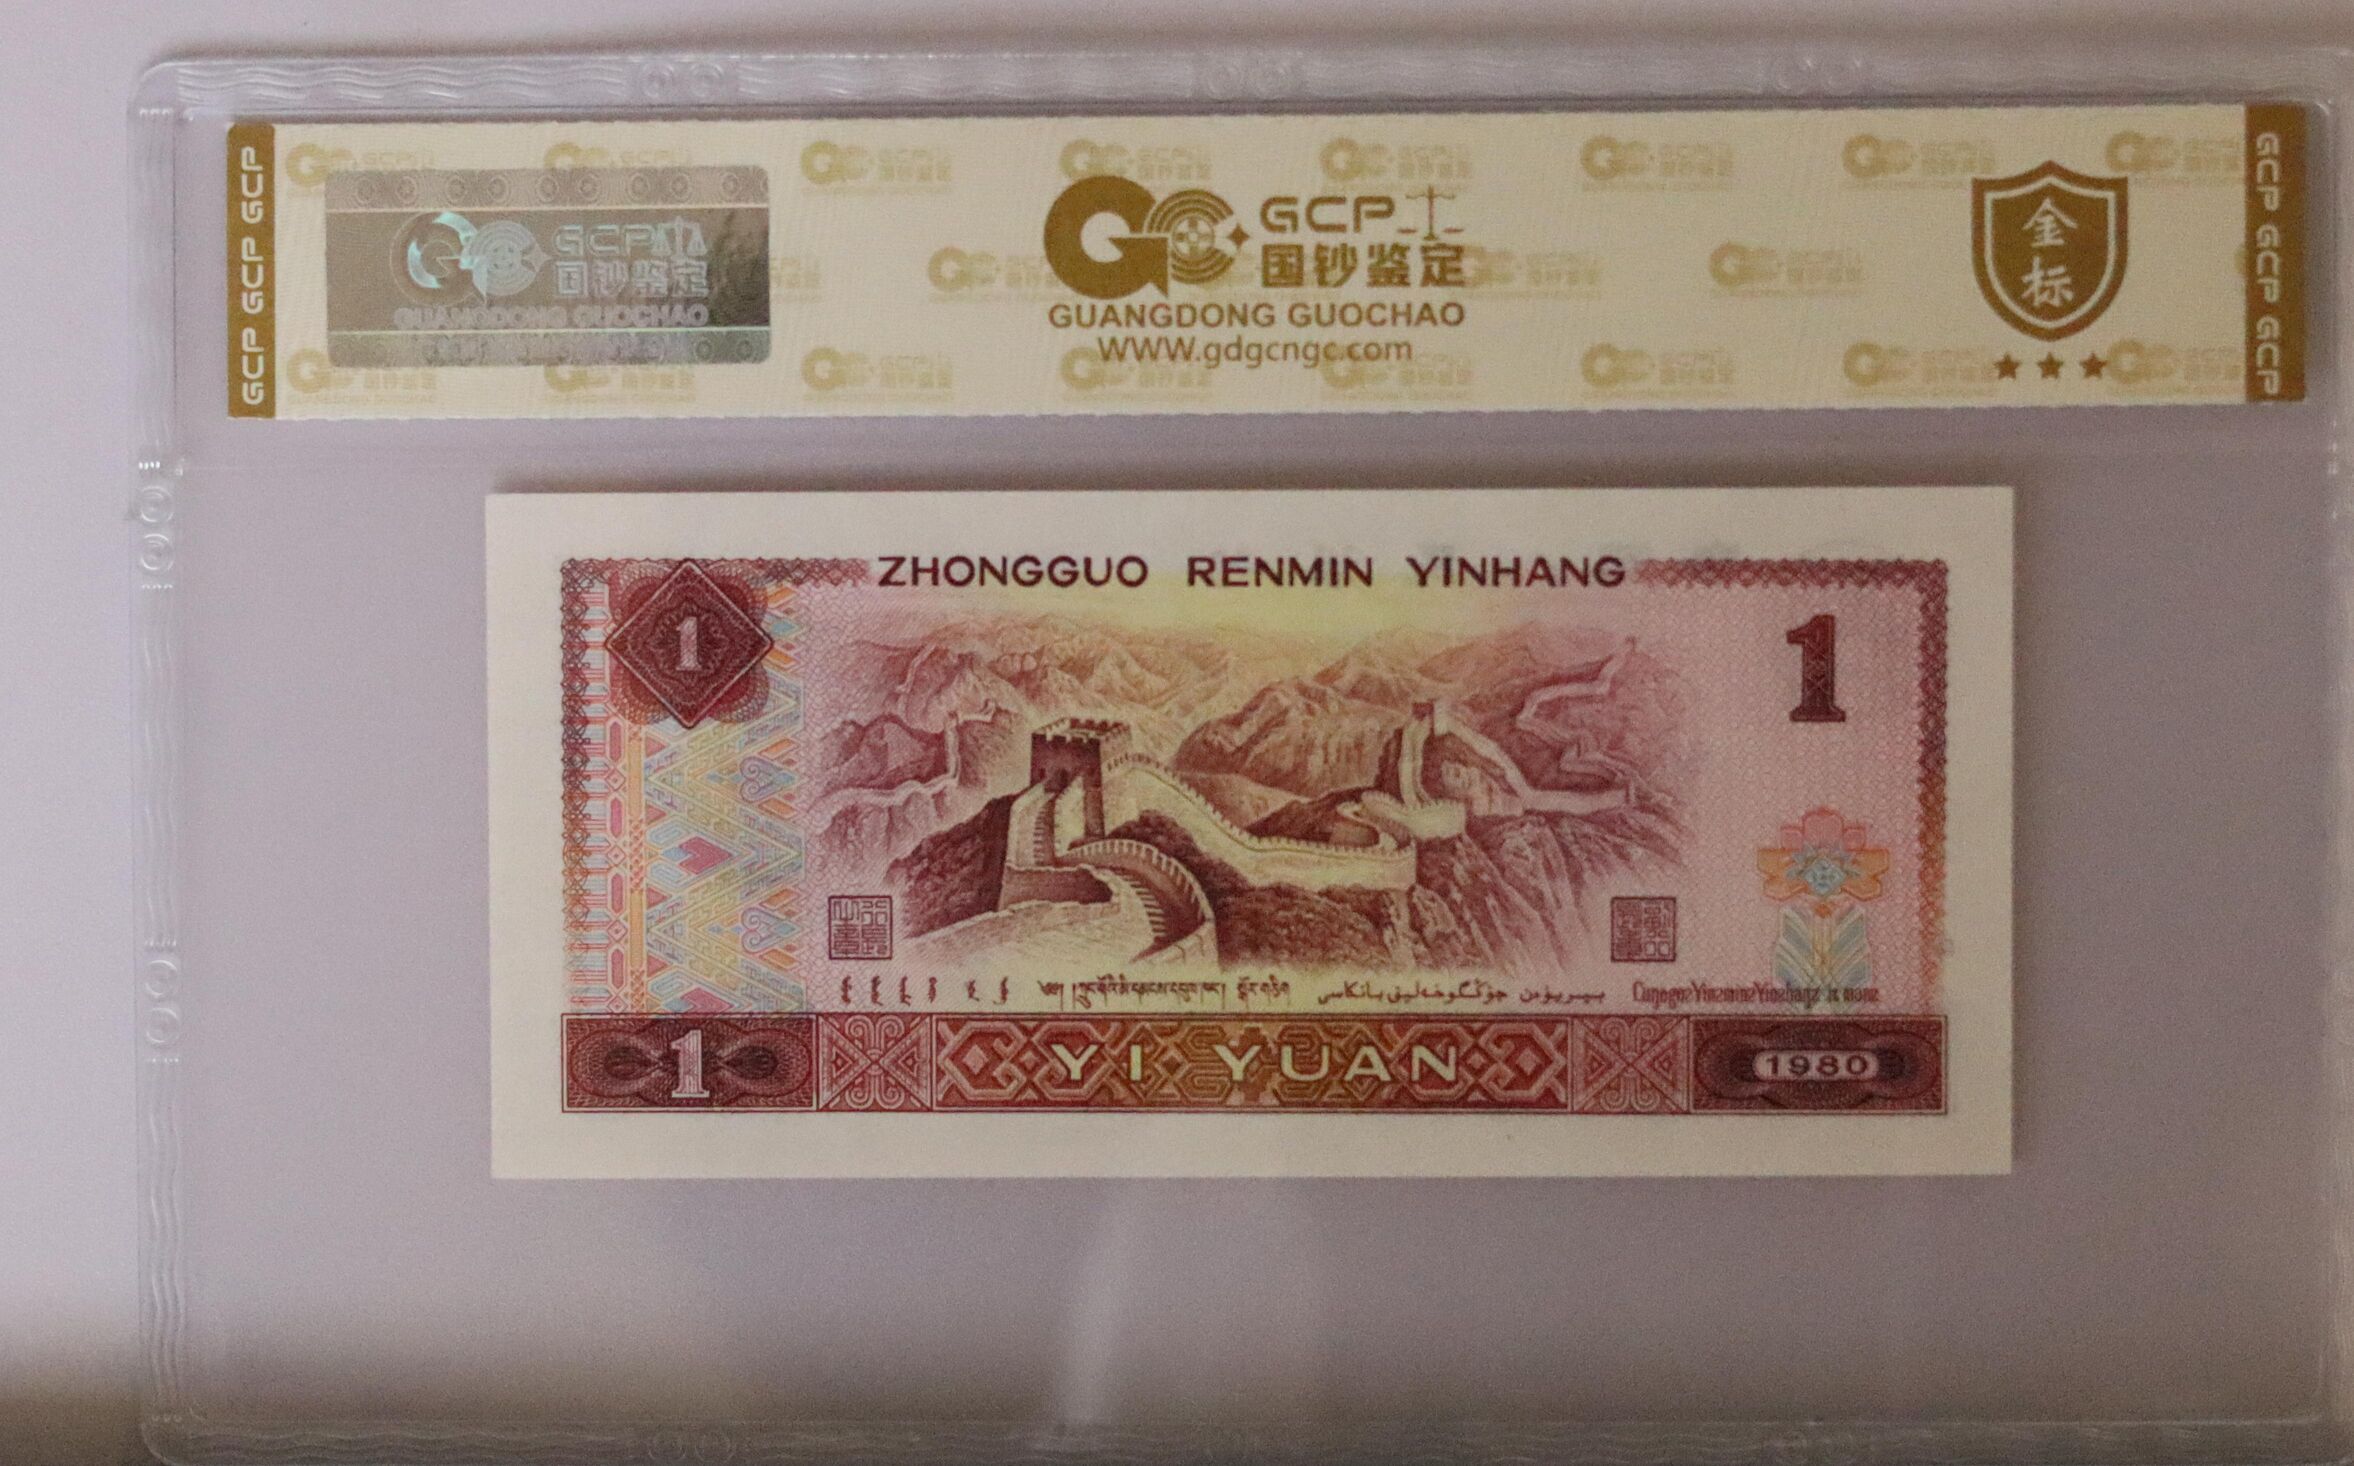 GCP GCP GCP
GCP
国钞鉴定
GUANGDONG GUOCHAO
GCP
国钞鉴定
GUANGDONG GUOCHAO
WWW.gdgcngc.com
金
标
GCP GCP GCP
ZHONGGUO RENMIN YINHANG
1
1
YI YUAN
1
1980